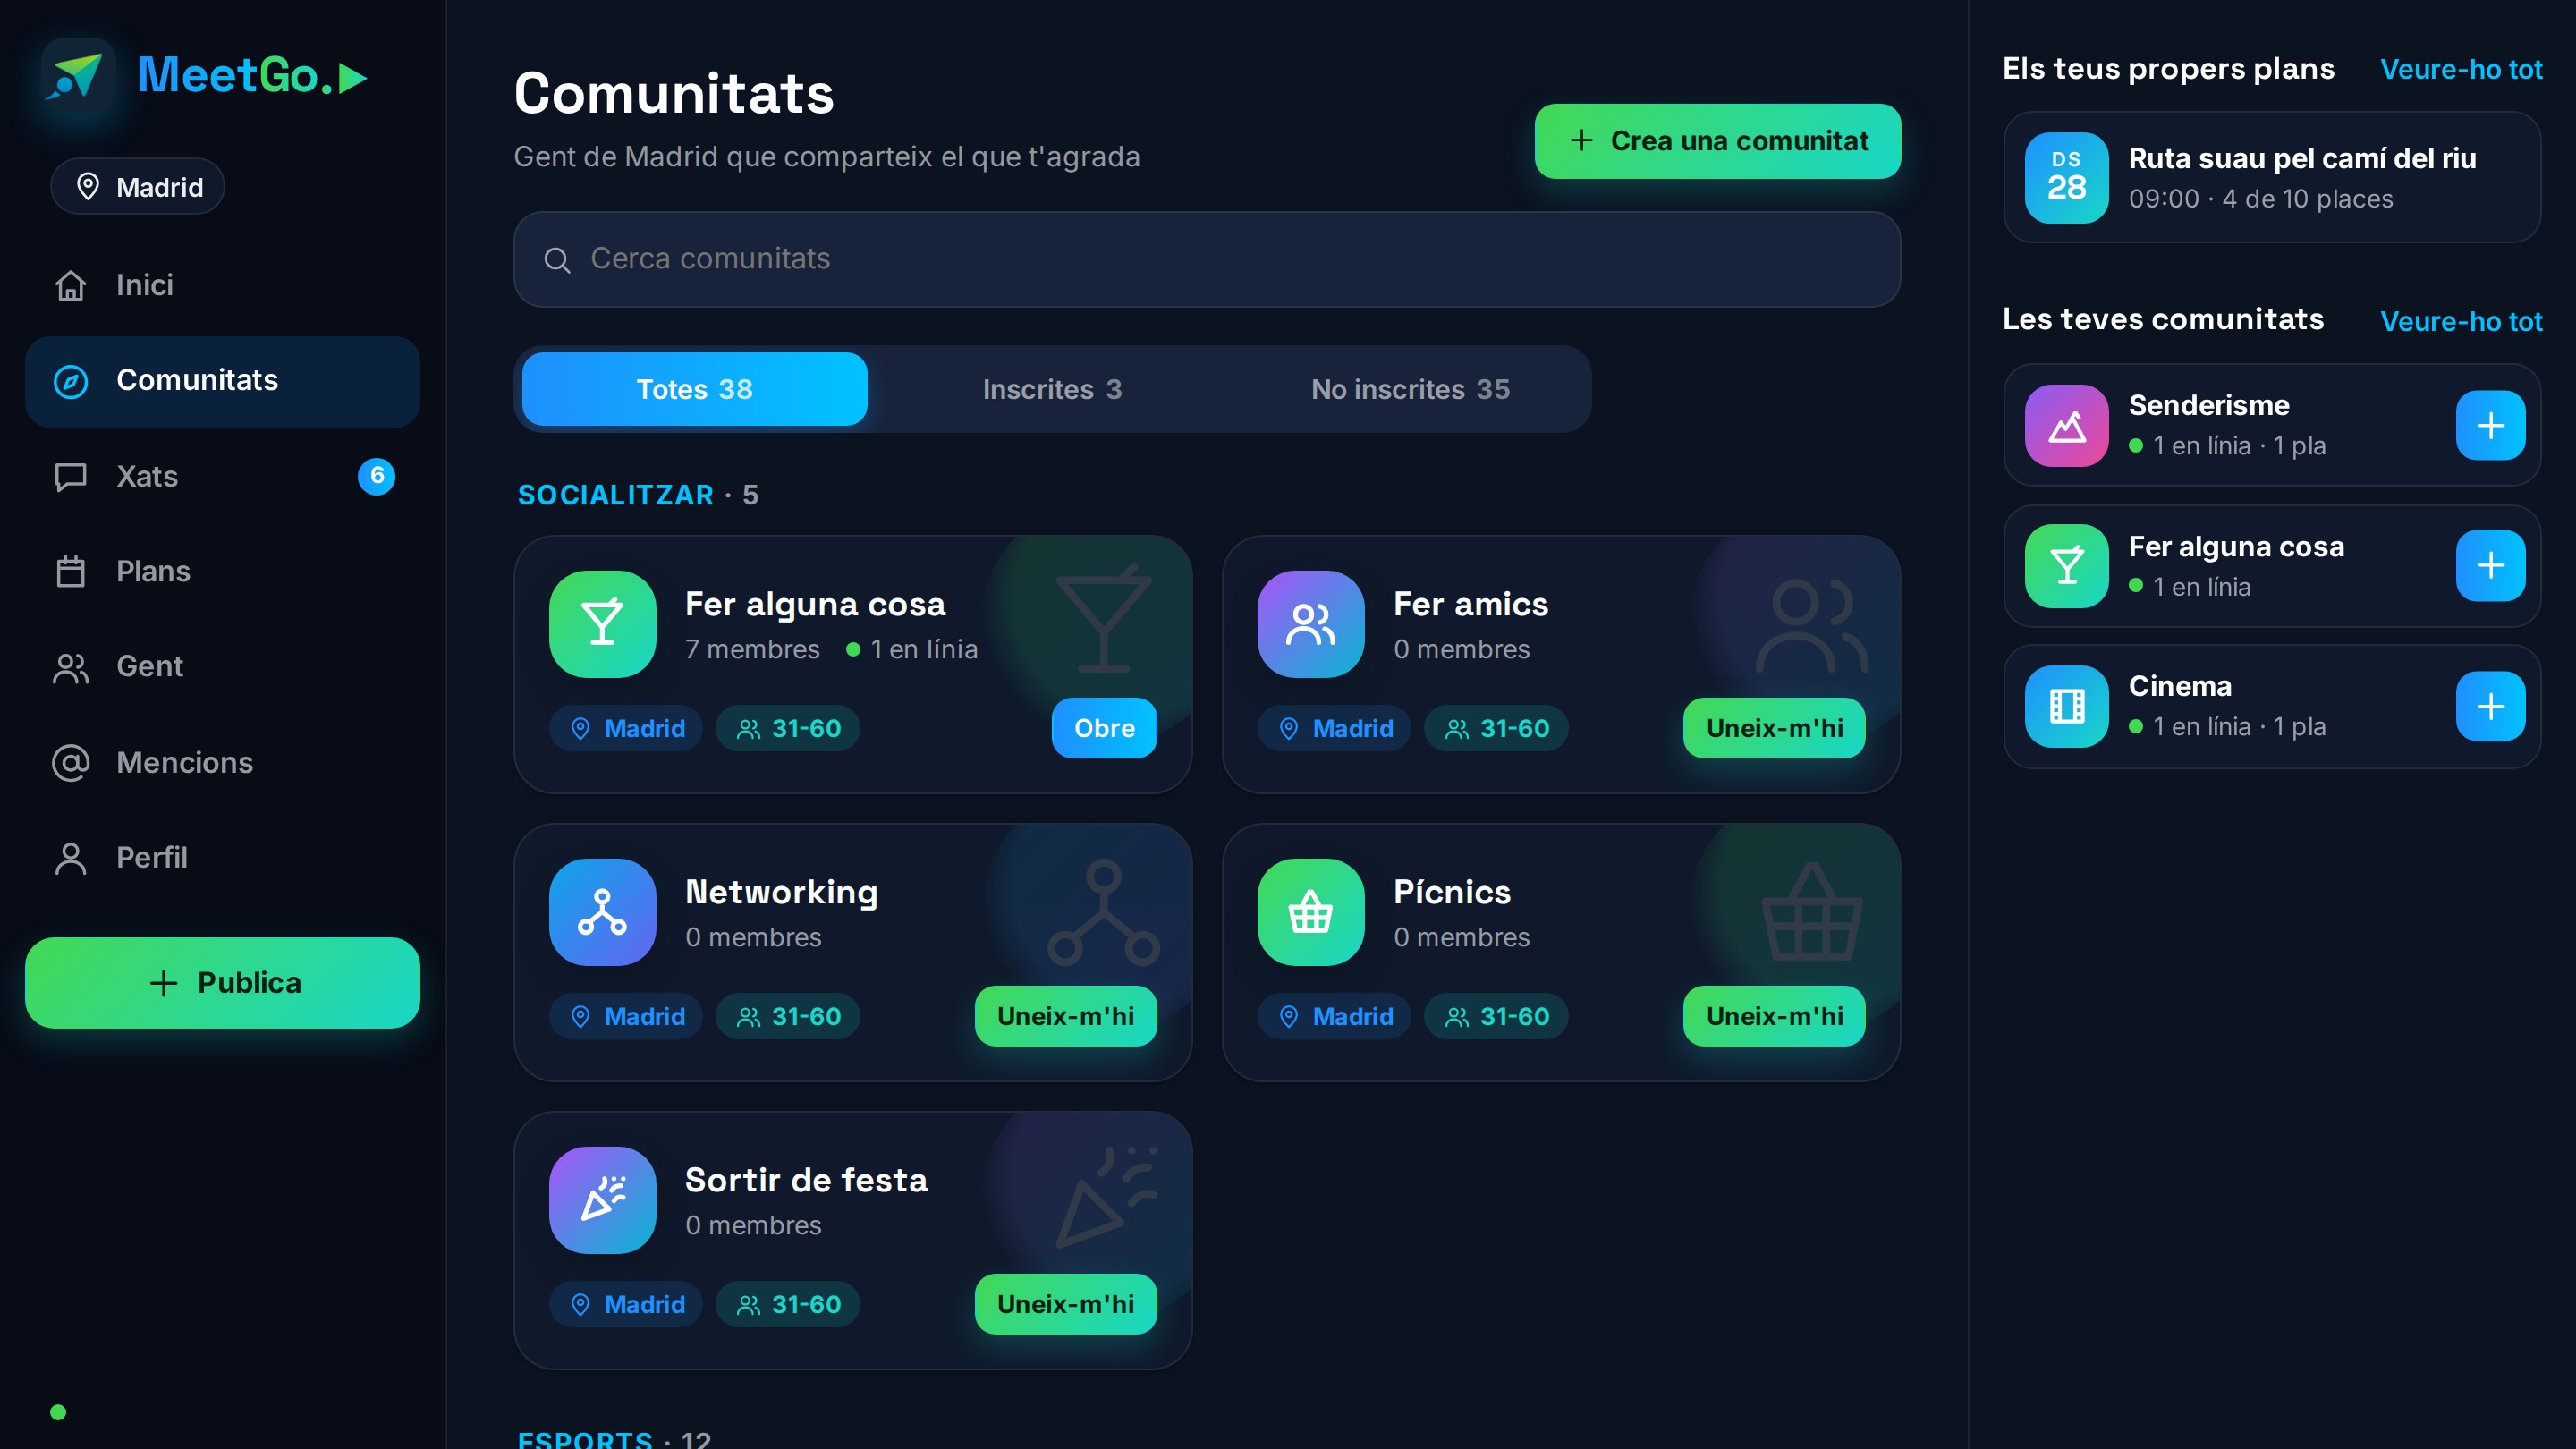 MeetGo.
Madrid
Inici
Comunitats
Xats 6
Plans
Gent
Mencions
Perfil
Publica
Comunitats
Gent de Madrid que comparteix el que t'agrada
Crea una comunitat
Cerca comunitats
Totes 38
Inscrites 3
No inscrites 35
SOCIALITZAR · 5
Fer alguna cosa
7 membres 1 en línia
Madrid 31-60 Obre
Fer amics
0 membres
Madrid 31-60 Uneix-m'hi
Networking
0 membres
Madrid 31-60 Uneix-m'hi
Pícnics
0 membres
Madrid 31-60 Uneix-m'hi
Sortir de festa
0 membres
Madrid 31-60 Uneix-m'hi
ESPORTS · 12
Els teus propers plans Veure-ho tot
DS
28
Ruta suau pel camí del riu
09:00 · 4 de 10 places
Les teves comunitats Veure-ho tot
Senderisme
1 en línia · 1 pla
Fer alguna cosa
1 en línia
Cinema
1 en línia · 1 pla